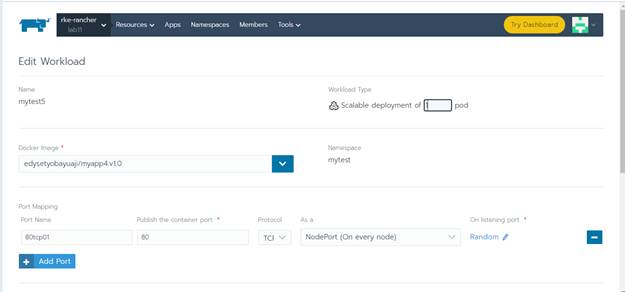 rke-rancher
lab11
Resources
Apps
Namespaces
Members
Tools
Try Dashboard
Edit Workload
Name
mytest5
Workload Type
Scalable deployment of 1 pod
Docker Image *
edysetyobayuaji/myapp4.v1.0
Namespace
mytest
Port Mapping
Port Name
Publish the container port *
Protocol
As a
On listening port *
80tcp01
80
TCF
NodePort (On every node)
Random
+ Add Port